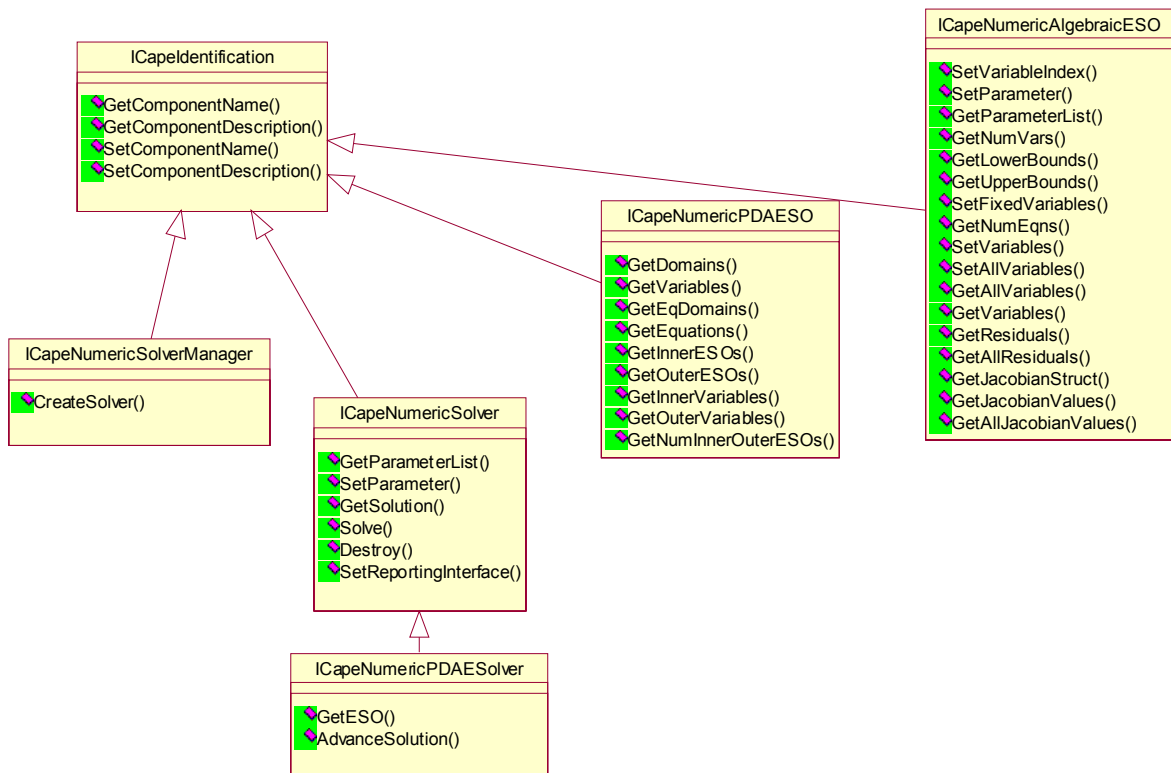 ICapeIdentification
GetComponentName()
GetComponentDescription()
SetComponentName()
SetComponentDescription()
ICapeNumericAlgebraicESO
SetVariableIndex()
SetParameter()
GetParameterList()
GetNumVars()
GetLowerBounds()
GetUpperBounds()
SetFixedVariables()
GetNumEqns()
SetVariables()
SetAllVariables()
GetAllVariables()
GetVariables()
GetResiduals()
GetAllResiduals()
GetJacobianStruct()
GetJacobianValues()
GetAllJacobianValues()
ICapeNumericPDAESO
GetDomains()
GetVariables()
GetEqDomains()
GetEquations()
GetInnerESOs()
GetOuterESOs()
GetInnerVariables()
GetOuterVariables()
GetNumInnerOuterESOs()
ICapeNumericSolverManager
CreateSolver()
ICapeNumericSolver
GetParameterList()
SetParameter()
GetSolution()
Solve()
Destroy()
SetReportingInterface()
ICapeNumericPDAESolver
GetESO()
AdvanceSolution()